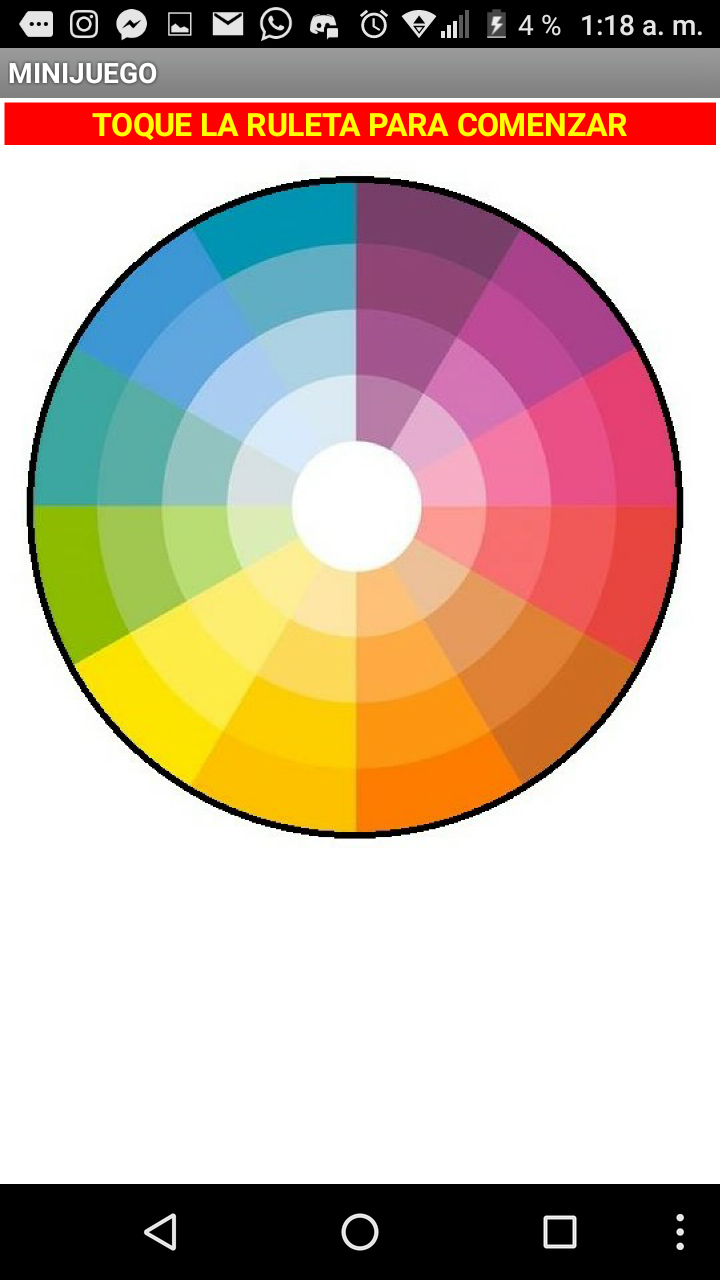 4 % 1:18 a. m.
MINIJUEGO
TOQUE LA RULETA PARA COMENZAR